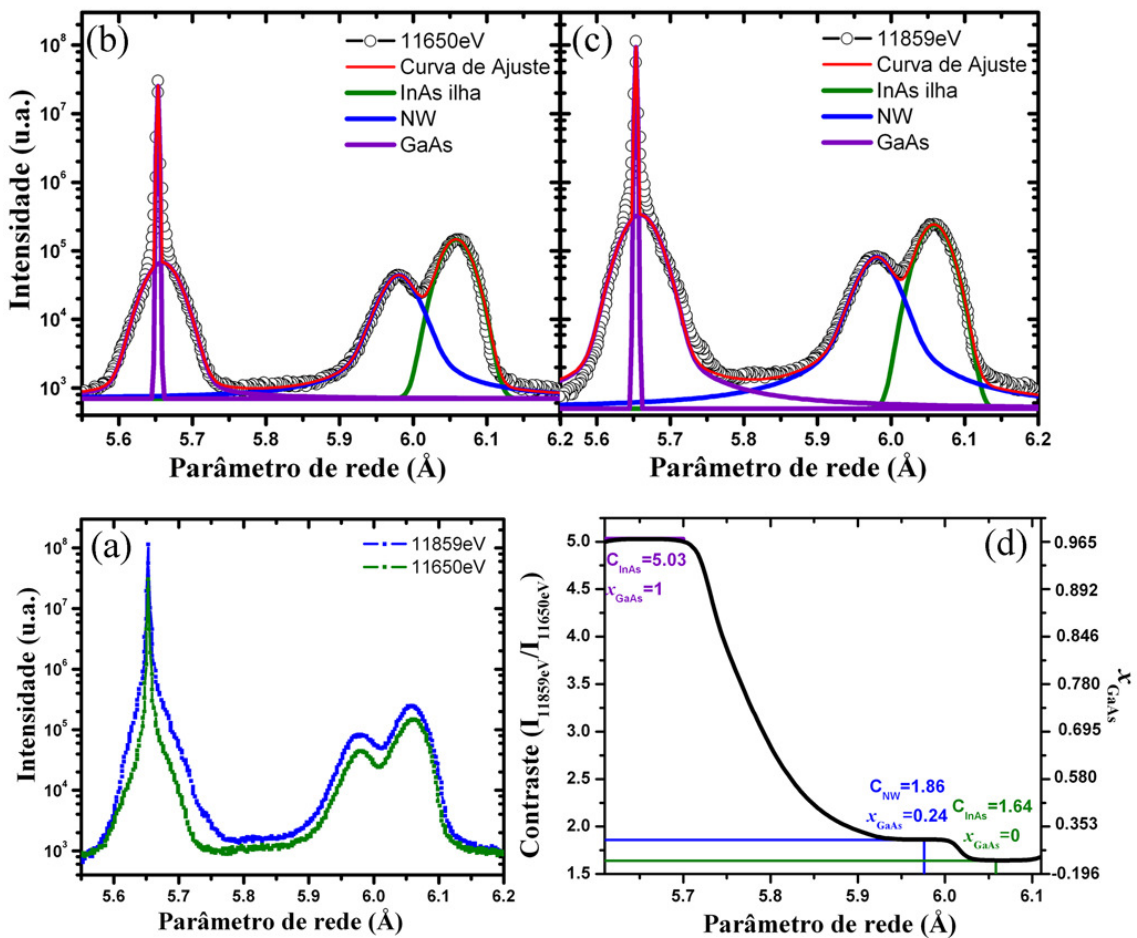 (b)
11650eV
Curva de Ajuste
InAs ilha
NW
GaAs
Intensidade (u.a.)
10⁸
10⁷
10⁶
10⁵
10⁴
10³
5.6 5.7 5.8 5.9 6.0 6.1 6.2
Parâmetro de rede (Å)
(c)
11859eV
Curva de Ajuste
InAs ilha
NW
GaAs
5.6 5.7 5.8 5.9 6.0 6.1 6.2
Parâmetro de rede (Å)
(a)
11859eV
11650eV
Intensidade (u.a.)
10⁸
10⁷
10⁶
10⁵
10⁴
10³
5.6 5.7 5.8 5.9 6.0 6.1 6.2
Parâmetro de rede (Å)
(d)
Contraste (I₁₁₈₅₉ₑV/I₁₁₆₅₀ₑV)
5.0
4.5
4.0
3.5
3.0
2.5
2.0
1.5
C_InAs=5.03
x_GaAs=1
C_NW=1.86
x_GaAs=0.24
C_InAs=1.64
x_GaAs=0
0.965
0.892
0.846
0.780
0.695
0.580
0.353
-0.196
x_GaAs
5.7 5.8 5.9 6.0 6.1
Parâmetro de rede (Å)